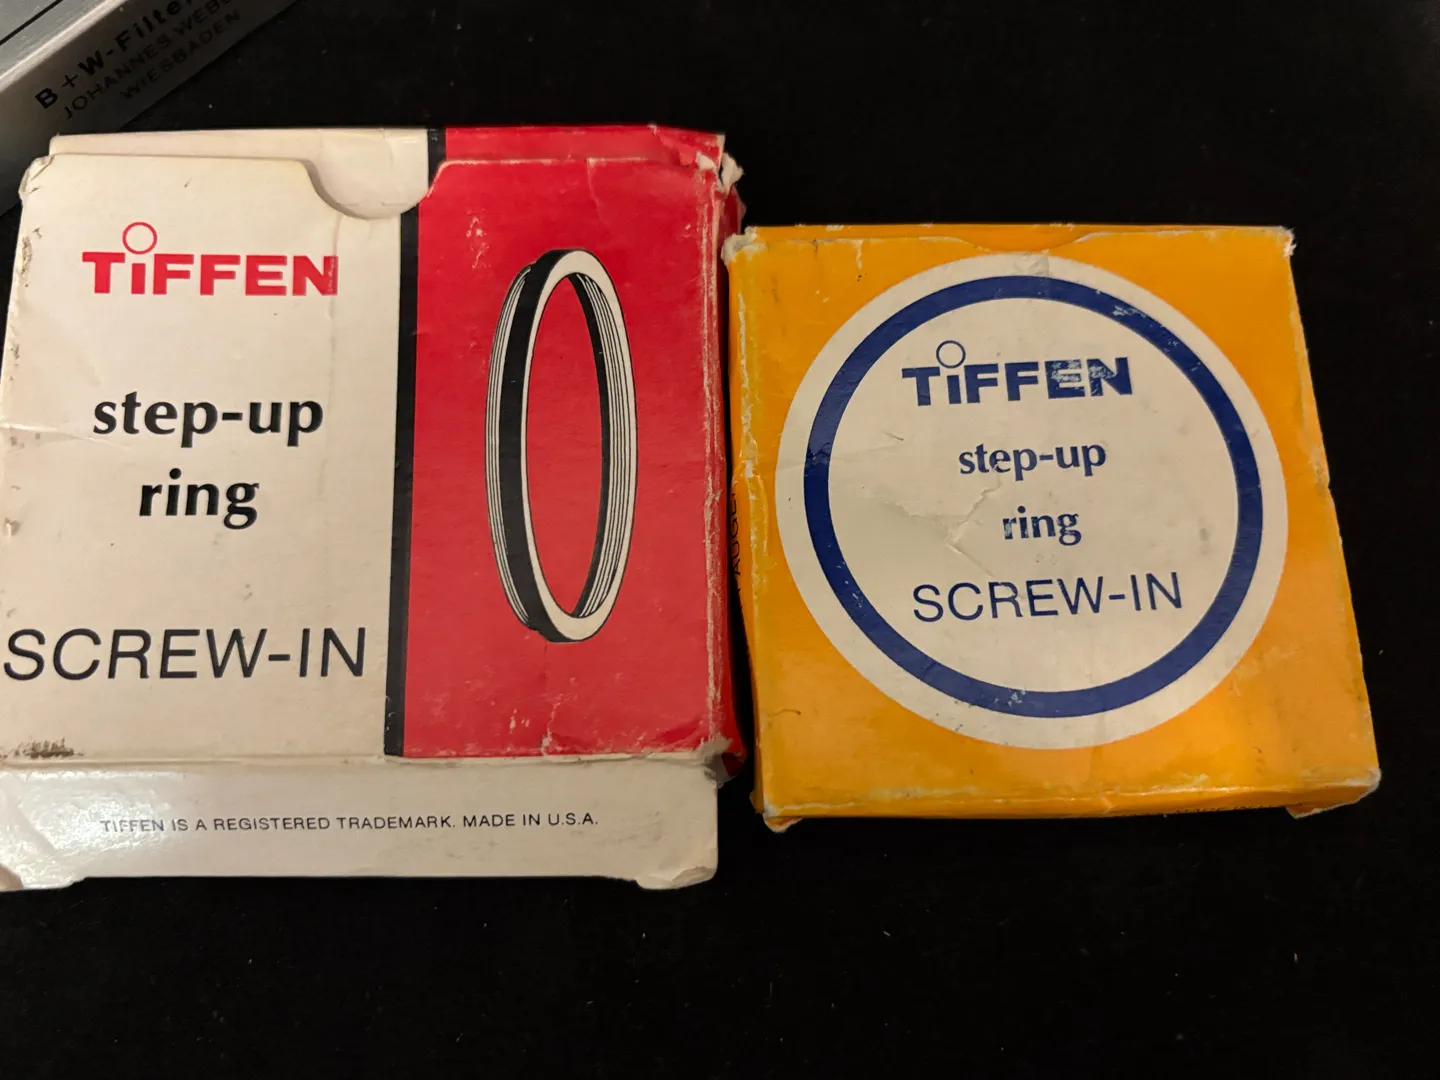 B+W-Filter
JOHANNES WEBER
WIESBADEN
TiFFEN
step-up
ring
SCREW-IN
TIFFEN IS A REGISTERED TRADEMARK. MADE IN U.S.A.
TiFFEN
step-up
ring
SCREW-IN